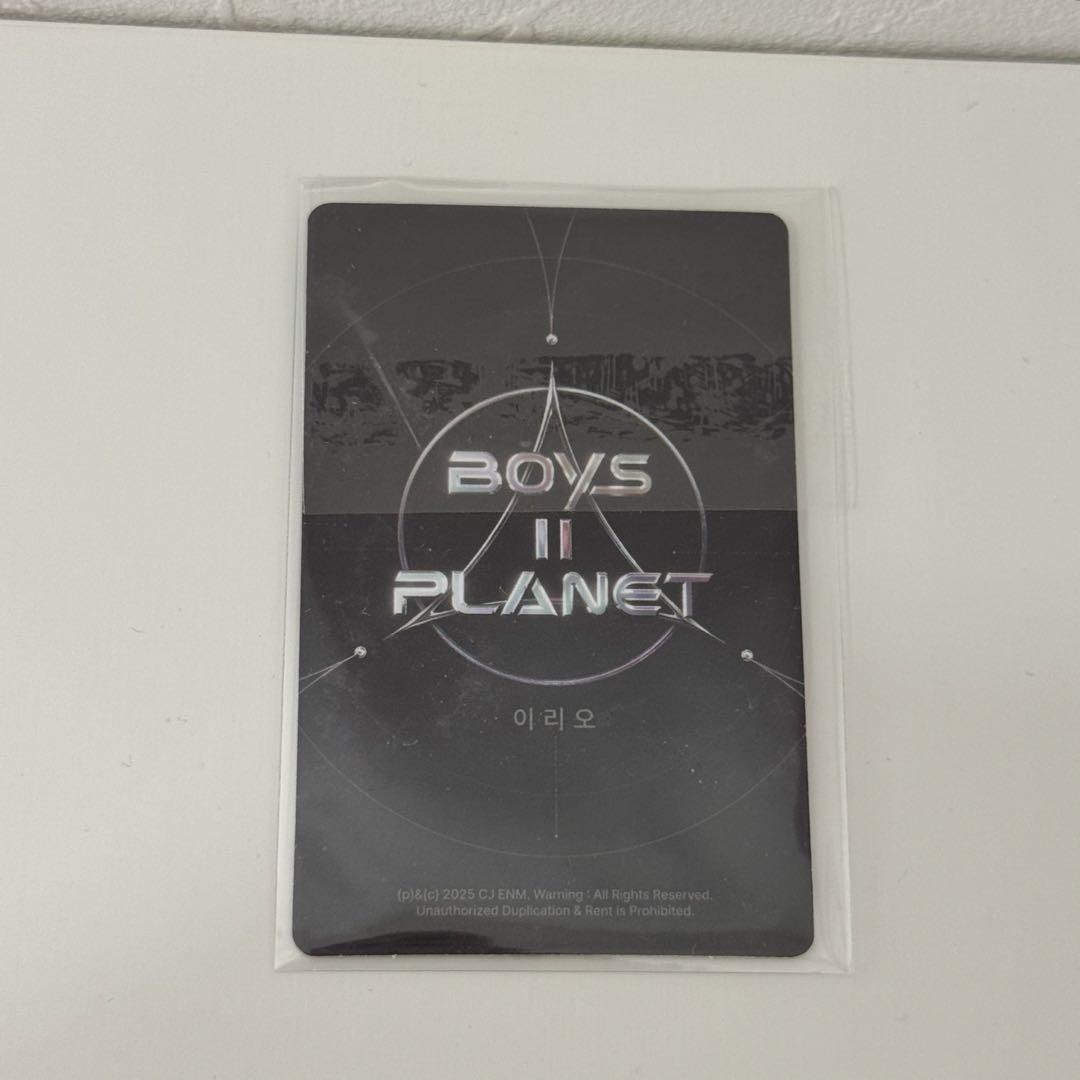 BOYS
II
PLANET
이리오
(p)&(c) 2025 CJ ENM. Warning : All Rights Reserved.
Unauthorized Duplication & Rent is Prohibited.